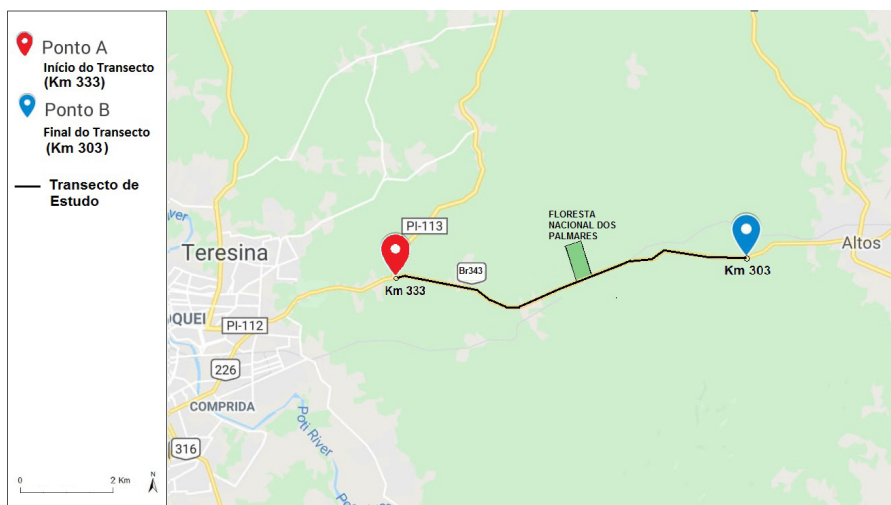 Ponto A
Início do Transecto
(Km 333)
Ponto B
Final do Transecto
(Km 303)
Transecto de
Estudo
0 2 Km
N
Teresina
PI-113
Br343
Km 333
FLORESTA
NACIONAL DOS
PALMARES
Km 303
Altos
OQUEI
PI-112
226
COMPRIDA
316
Poti River